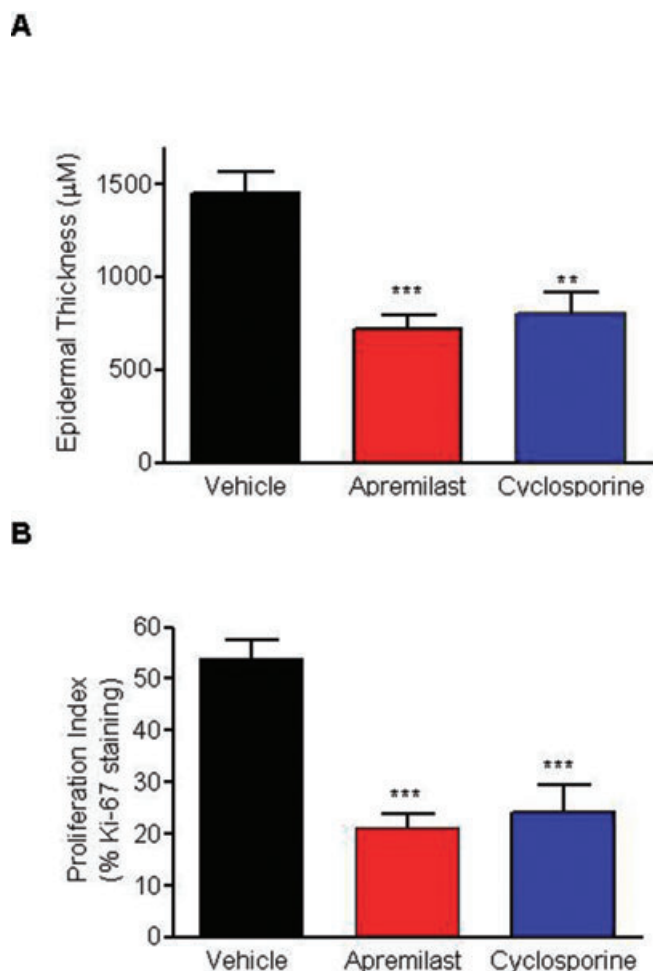 A
Epidermal Thickness (µM)
1500
1000
500
0
***
**
Vehicle Apremilast Cyclosporine
B
Proliferation Index
(% Ki-67 staining)
60
50
40
30
20
10
0
***
***
Vehicle Apremilast Cyclosporine